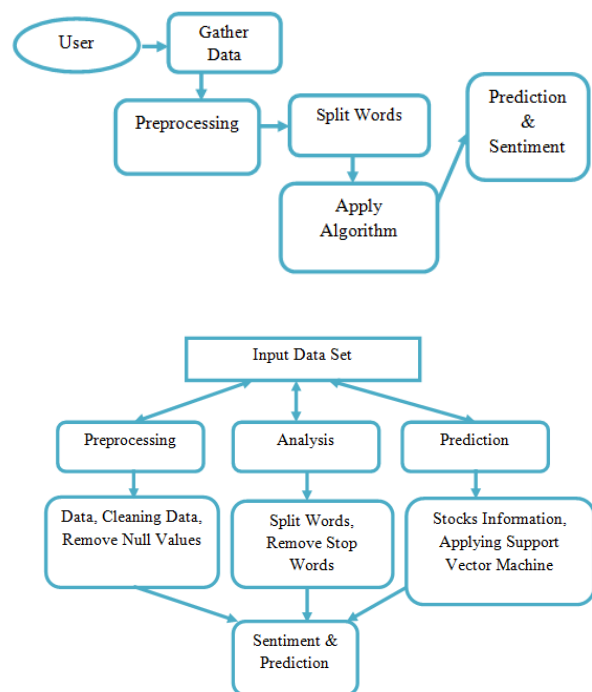 User
Gather
Data
Preprocessing
Split Words
Prediction
&
Sentiment
Apply
Algorithm
Input Data Set
Preprocessing
Analysis
Prediction
Data, Cleaning Data,
Remove Null Values
Split Words,
Remove Stop
Words
Stocks Information,
Applying Support
Vector Machine
Sentiment &
Prediction